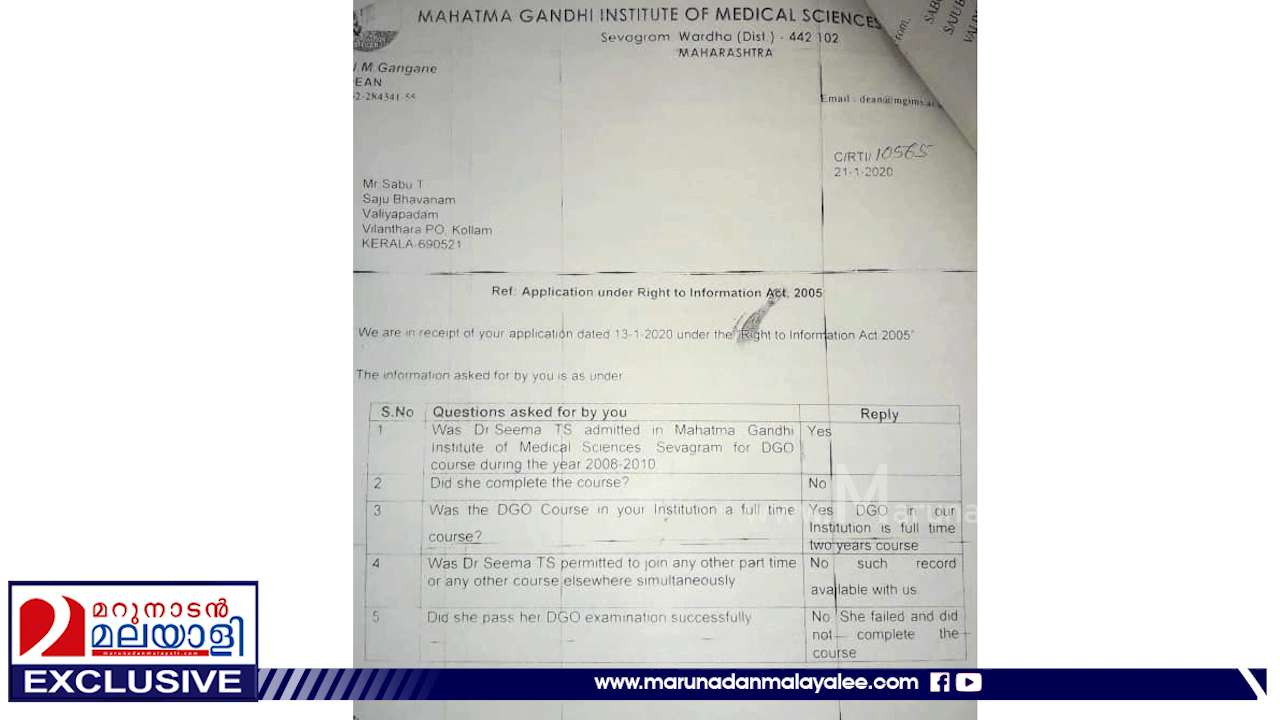 MAHATMA GANDHI INSTITUTE OF MEDICAL SCIENCES
Sevagram Wardha (Dist.) - 442 102
MAHARASHTRA
.M.Gangane
EAN
2-284341-55
Email : dean@mgims.ac
C/RTI/10565
21-1-2020
Mr.Sabu T
Saju Bhavanam
Valiyapadam
Vilanthara PO, Kollam
KERALA-690521
Ref: Application under Right to Information Act, 2005
We are in receipt of your application dated 13-1-2020 under the "Right to Information Act 2005"
The information asked for by you is as under
S.No Questions asked for by you Reply
1 Was Dr Seema TS admitted in Mahatma Gandhi Yes
Institute of Medical Sciences Sevagram for DGO
course during the year 2008-2010
2 Did she complete the course? No
3 Was the DGO Course in your Institution a full time Yes DGO in our
Institution is full time
course?
two years course
4 Was Dr Seema TS permitted to join any other part time No such record
or any other course elsewhere simultaneously
available with us
5 Did she pass her DGO examination successfully No She failed and did
not complete the
course
മറുനാടൻ
മലയാളി
marunadanmalayali.com
EXCLUSIVE
www.marunadanmalayalee.com